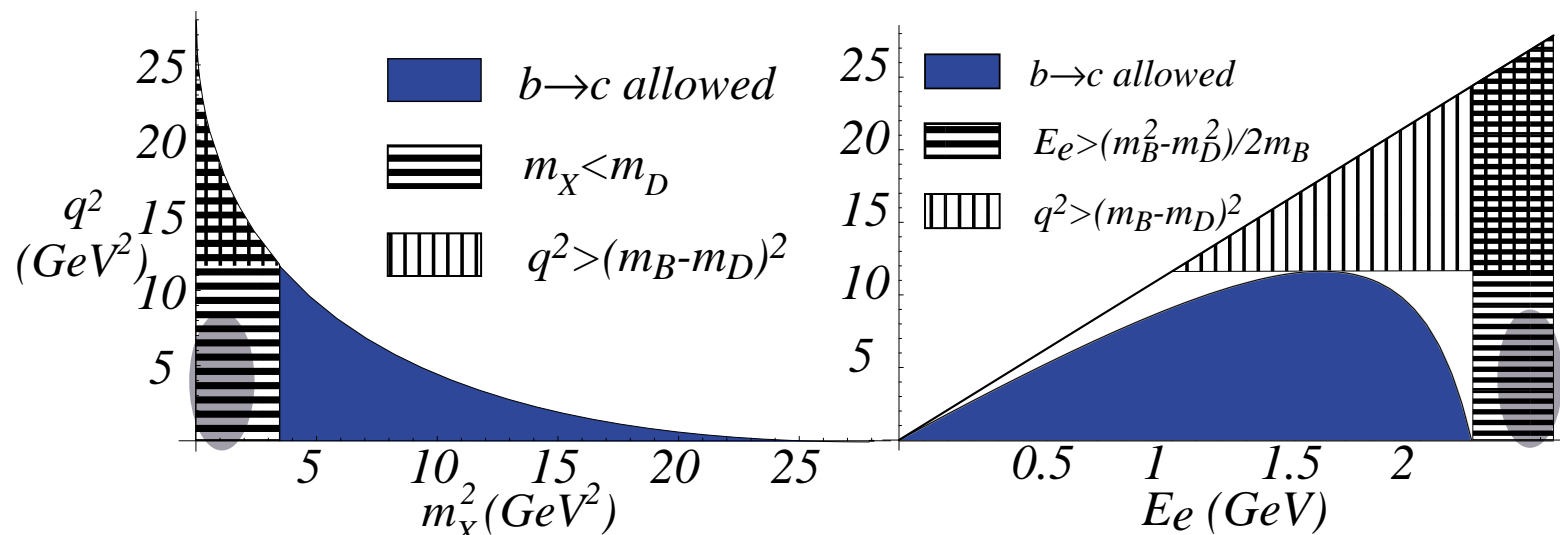 25
20
15
10
5
q²
(GeV²)
b→c allowed
m_X<m_D
q²>(m_B-m_D)²
5 10 15 20 25
m_X² (GeV²)
25
20
15
10
5
b→c allowed
E_e>(m_B²-m_D²)/2m_B
q²>(m_B-m_D)²
0.5 1 1.5 2
E_e (GeV)